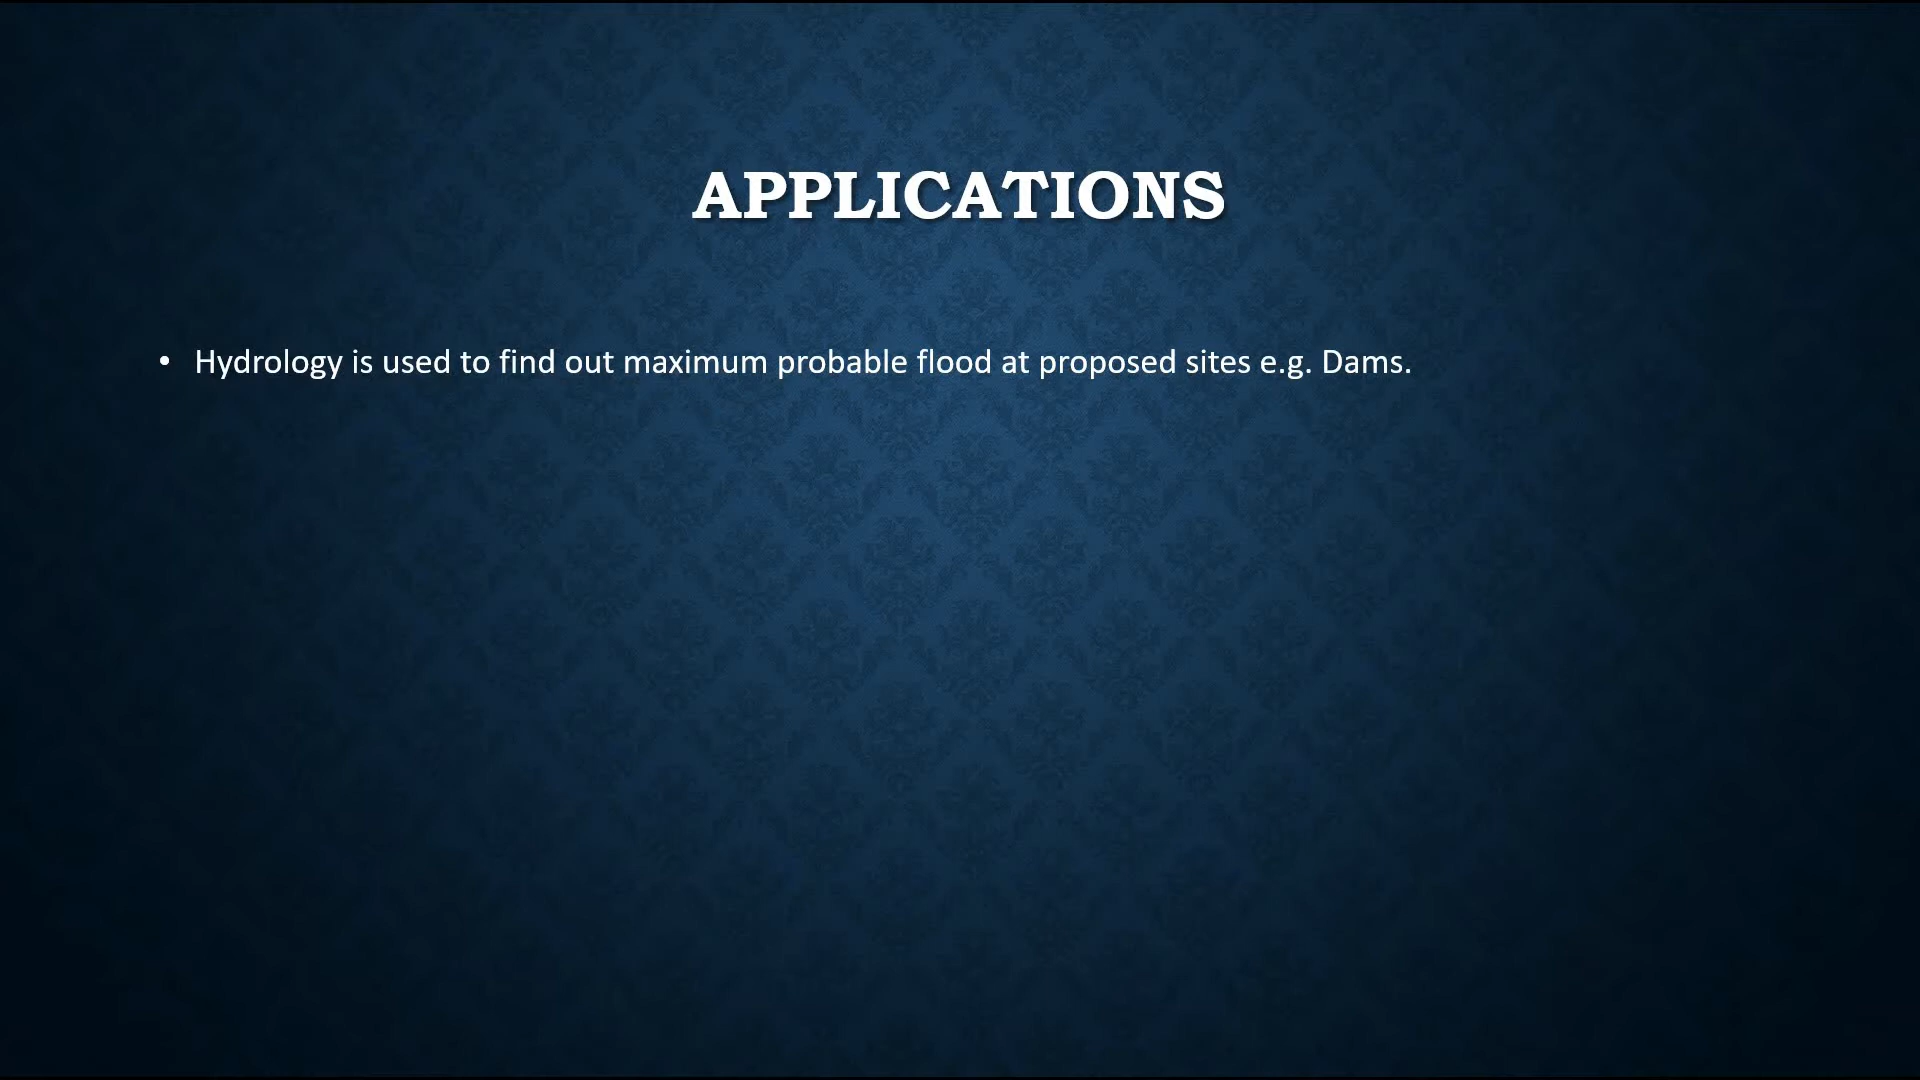 APPLICATIONS
• Hydrology is used to find out maximum probable flood at proposed sites e.g. Dams.